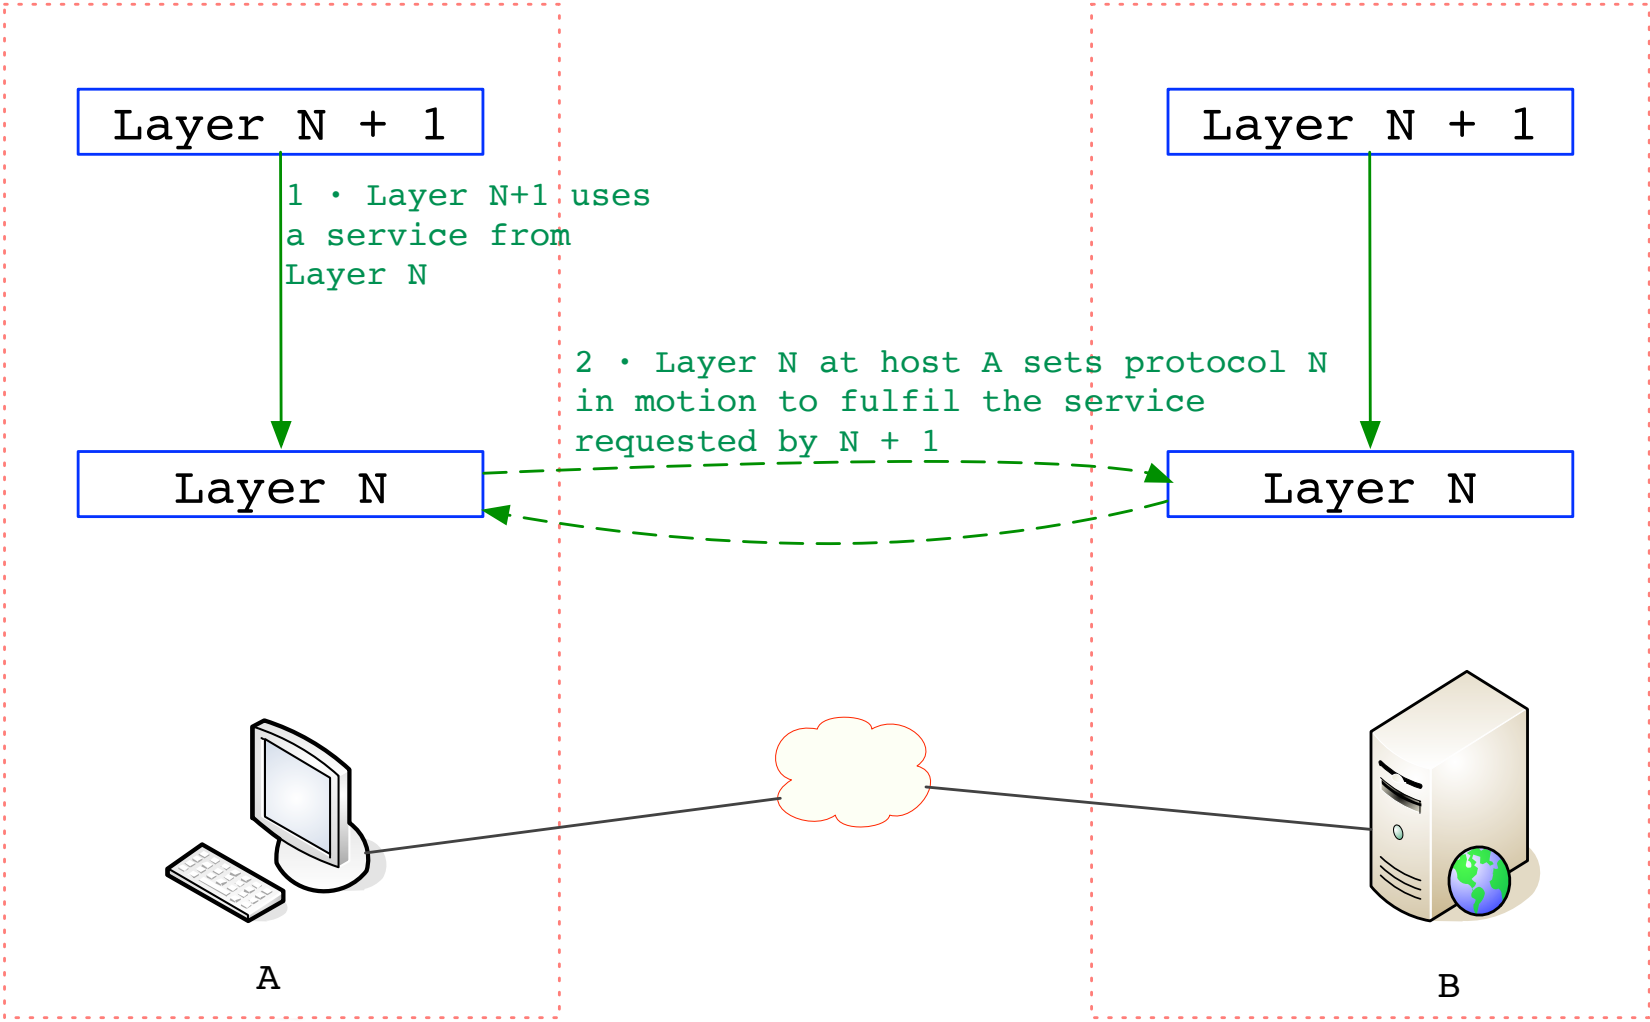 Layer N + 1
Layer N + 1
1 · Layer N+1 uses
a service from
Layer N
2 · Layer N at host A sets protocol N
in motion to fulfil the service
requested by N + 1
Layer N
Layer N
A
B